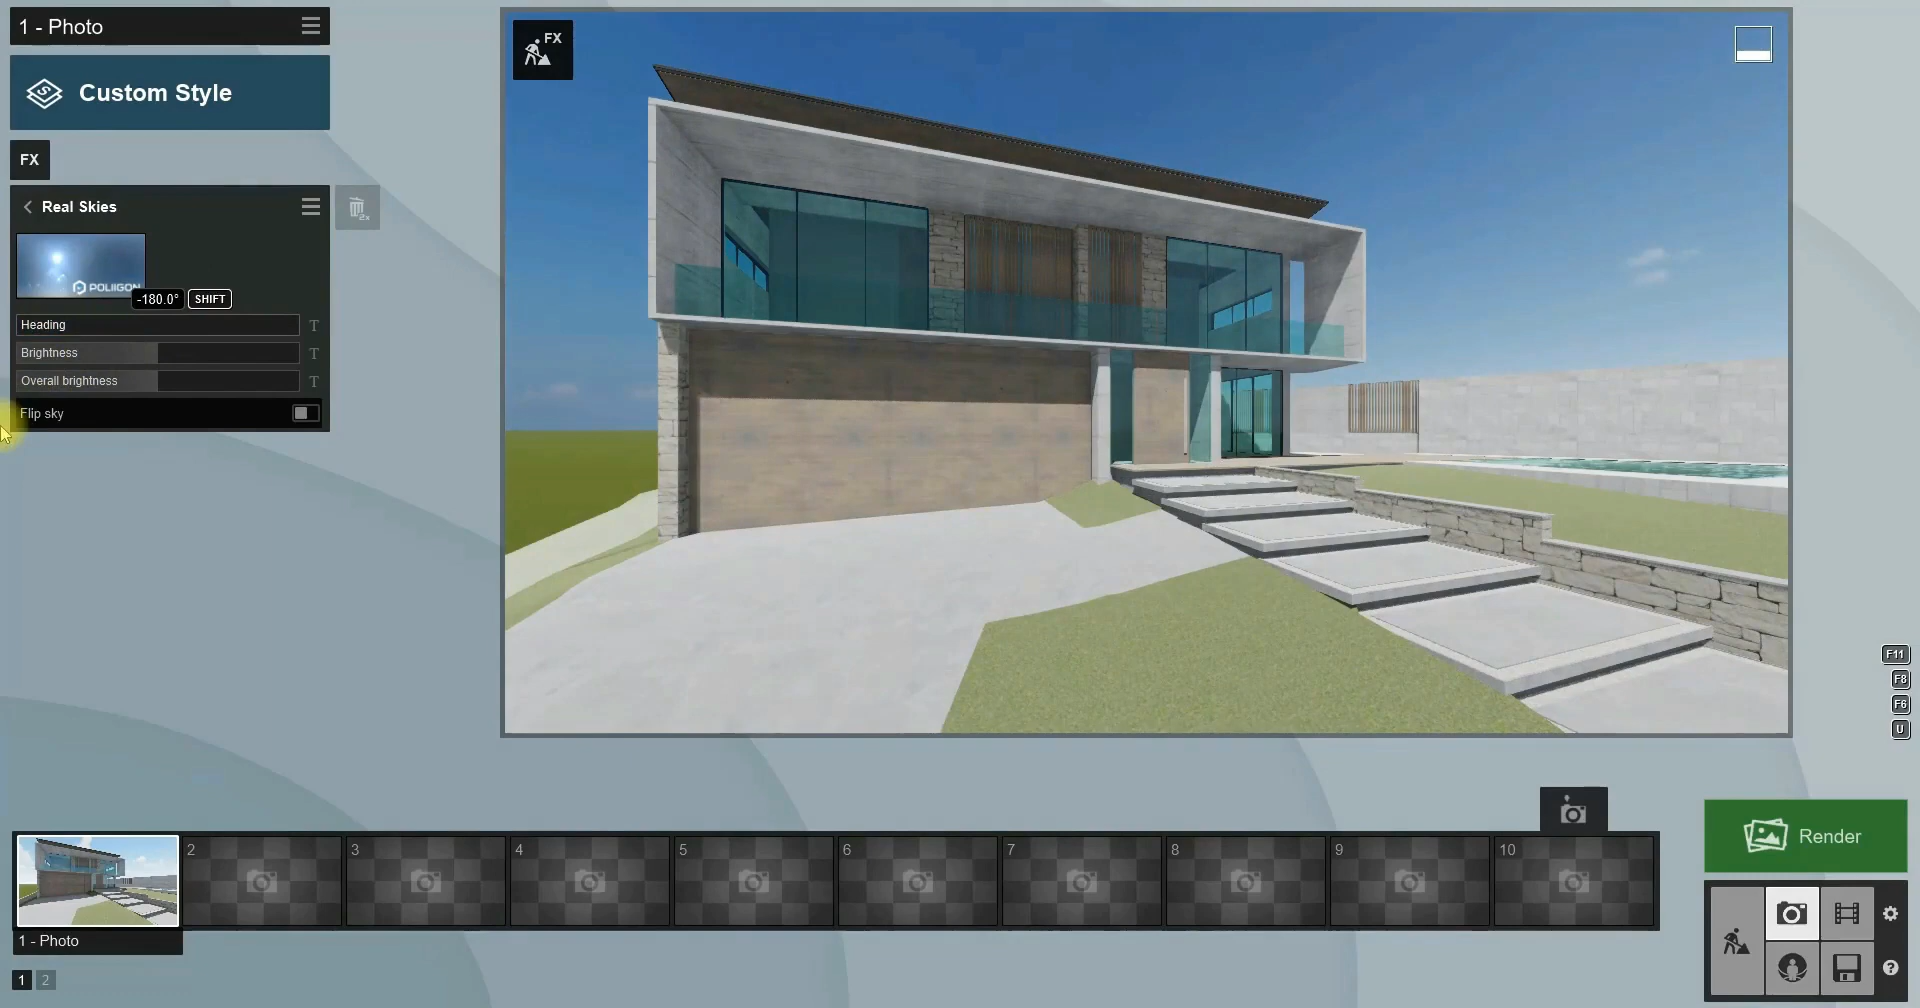 1 - Photo
Custom Style
FX
Real Skies
POLIIGON
-180.0° SHIFT
Heading T
Brightness T
Overall brightness T
Flip sky
FX
2x
F11
F8
F6
U
2 3 4 5 6 7 8 9 10
1 - Photo
1 2
Render
?